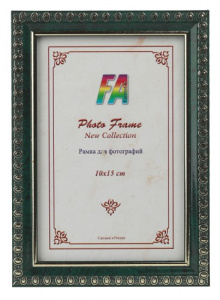 FA
Photo Frame
New Collection
Рамка для фотографий
10x15 cm